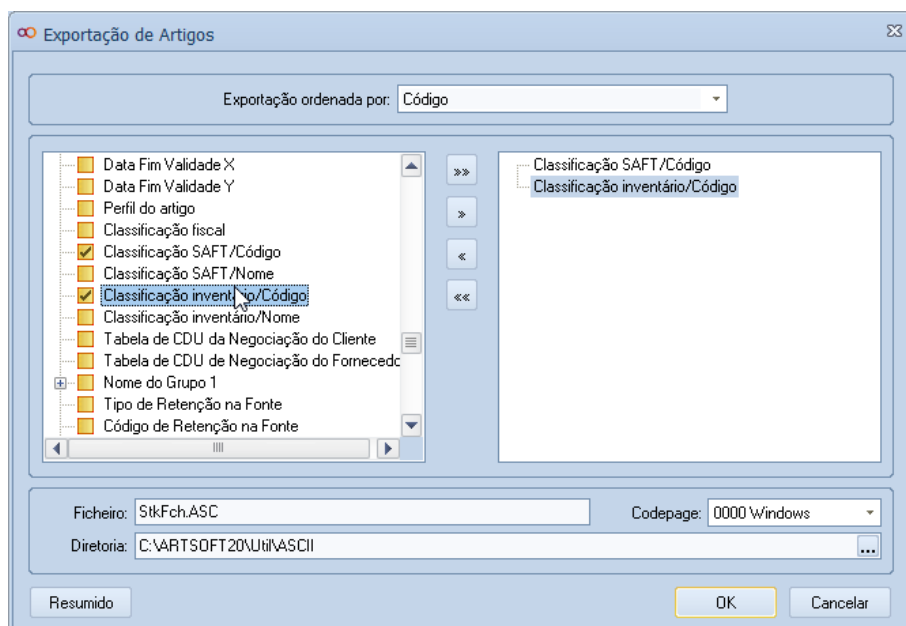 Exportação de Artigos
Exportação ordenada por: Código
Data Fim Validade X
Data Fim Validade Y
Perfil do artigo
Classificação fiscal
Classificação SAFT/Código
Classificação SAFT/Nome
Classificação inventário/Código
Classificação inventário/Nome
Tabela de CDU da Negociação do Cliente
Tabela de CDU de Negociação do Fornecedo
Nome do Grupo 1
Tipo de Retenção na Fonte
Código de Retenção na Fonte
»»
»
«
««
Classificação SAFT/Código
Classificação inventário/Código
Ficheiro: StkFch.ASC
Codepage: 0000 Windows
Diretoria: C:\ARTSOFT20\Util\ASCII
...
Resumido
OK
Cancelar